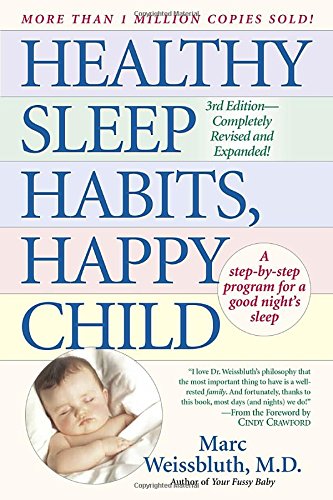 MORE THAN 1 MILLION COPIES SOLD!
HEALTHY
SLEEP
3rd Edition—
Completely
Revised and
Expanded!
HABITS,
HAPPY
CHILD
A
step-by-step
program for a
good night's
sleep
"I love Dr. Weissbluth's philosophy that
the most important thing to have is a well-
rested family. And fortunately, thanks to
this book, most days (and nights) we do!"
—From the Foreword by
CINDY CRAWFORD
Marc
Weissbluth, M.D.
Author of Your Fussy Baby